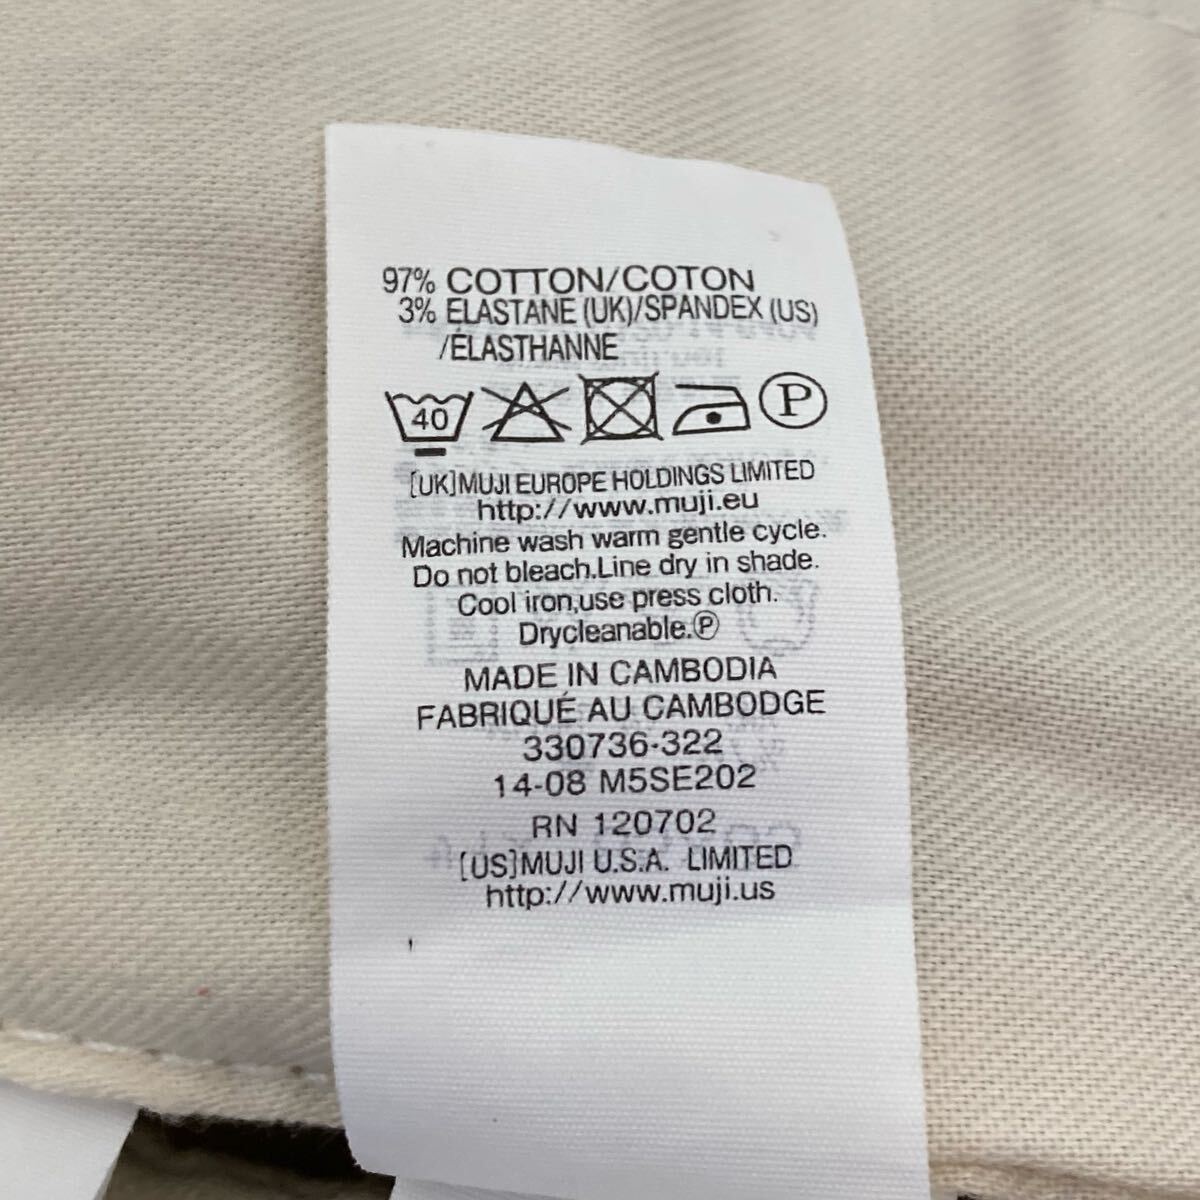 97% COTTON/COTON
3% ELASTANE (UK)/SPANDEX (US)
/ÉLASTHANNE
40 P
[UK]MUJI EUROPE HOLDINGS LIMITED
http://www.muji.eu
Machine wash warm gentle cycle.
Do not bleach.Line dry in shade.
Cool iron,use press cloth.
Drycleanable.Ⓟ
MADE IN CAMBODIA
FABRIQUÉ AU CAMBODGE
330736-322
14-08 M5SE202
RN 120702
[US]MUJI U.S.A. LIMITED
http://www.muji.us